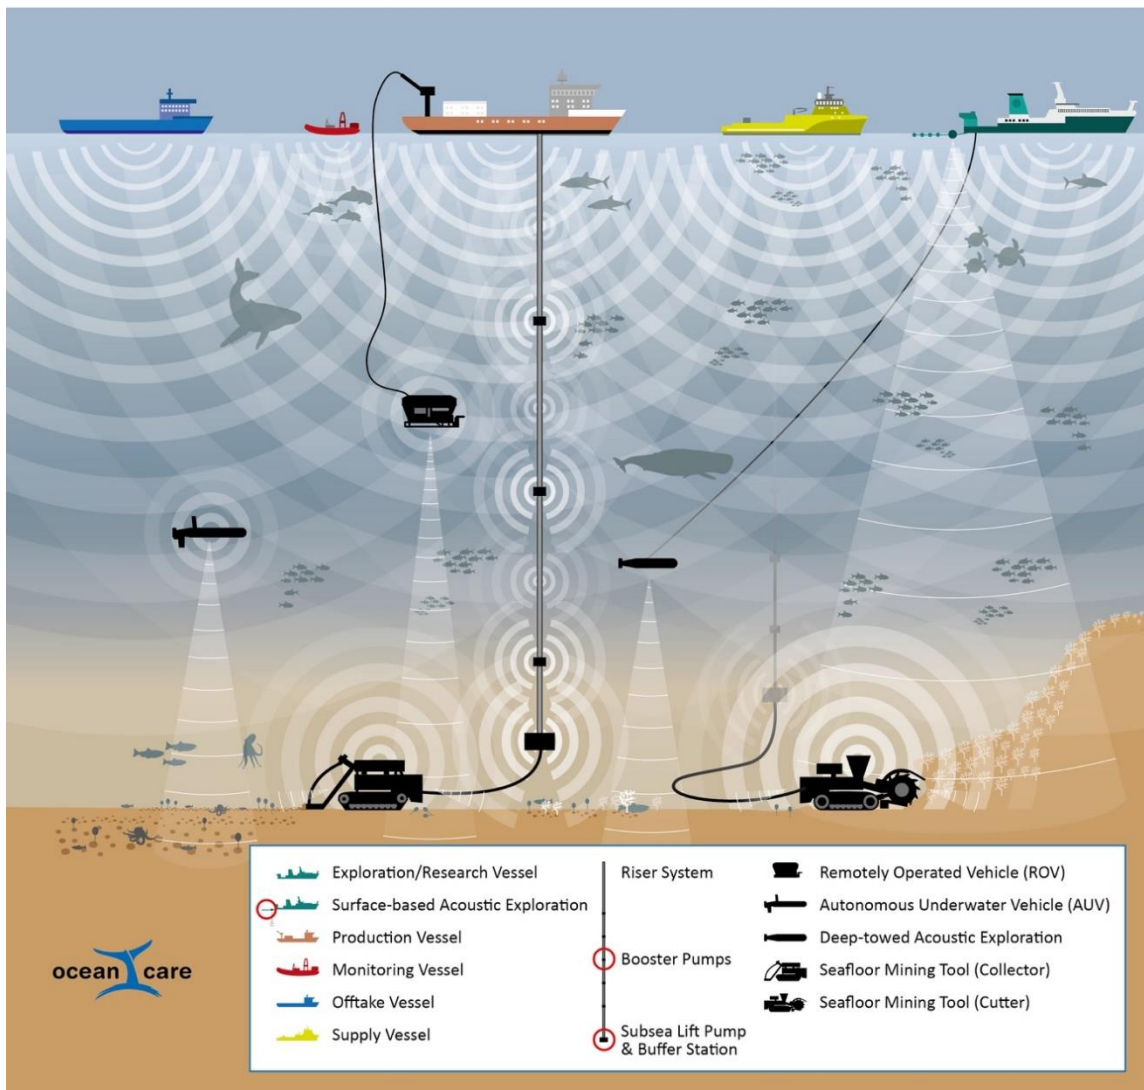 Exploration/Research Vessel
Surface-based Acoustic Exploration
Production Vessel
Monitoring Vessel
Offtake Vessel
Supply Vessel
Riser System
Booster Pumps
Subsea Lift Pump
& Buffer Station
Remotely Operated Vehicle (ROV)
Autonomous Underwater Vehicle (AUV)
Deep-towed Acoustic Exploration
Seafloor Mining Tool (Collector)
Seafloor Mining Tool (Cutter)
ocean care